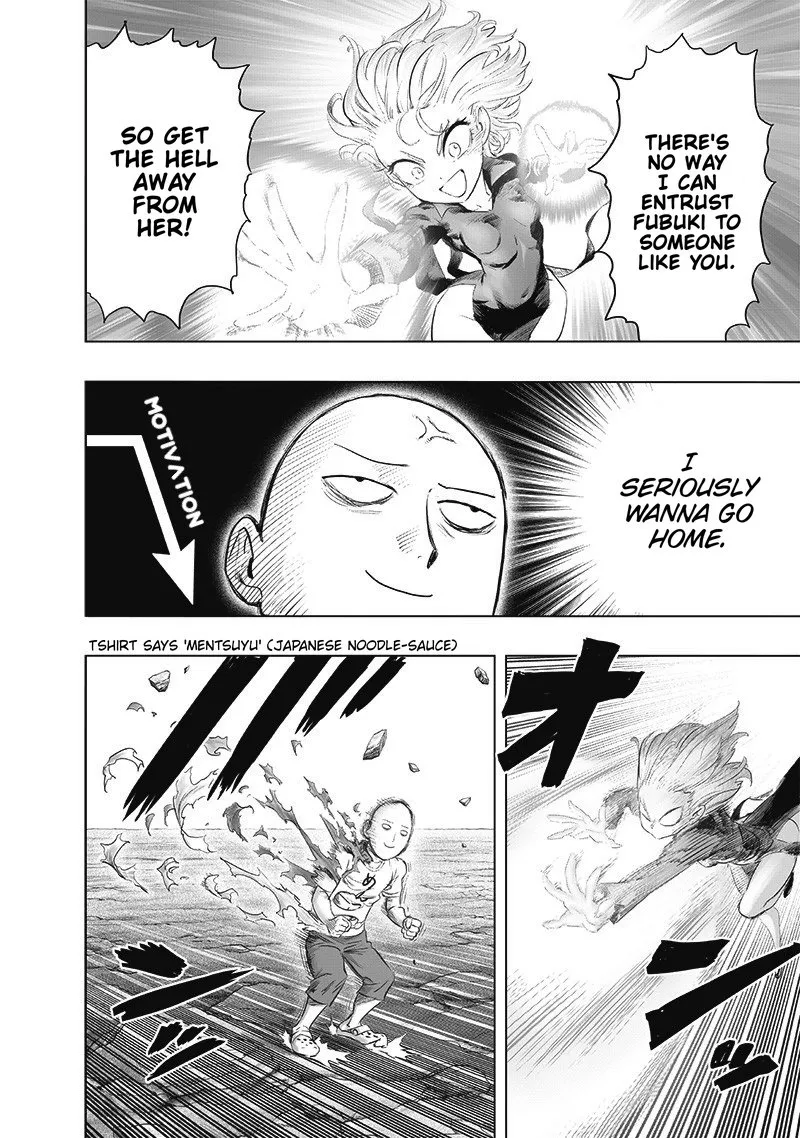 THERE'S
NO WAY
I CAN
ENTRUST
FUBUKI TO
SOMEONE
LIKE YOU.
SO GET
THE HELL
AWAY
FROM
HER!
I
SERIOUSLY
WANNA GO
HOME.
MOTIVATION
TSHIRT SAYS 'MENTSUYU' (JAPANESE NOODLE-SAUCE)
オ